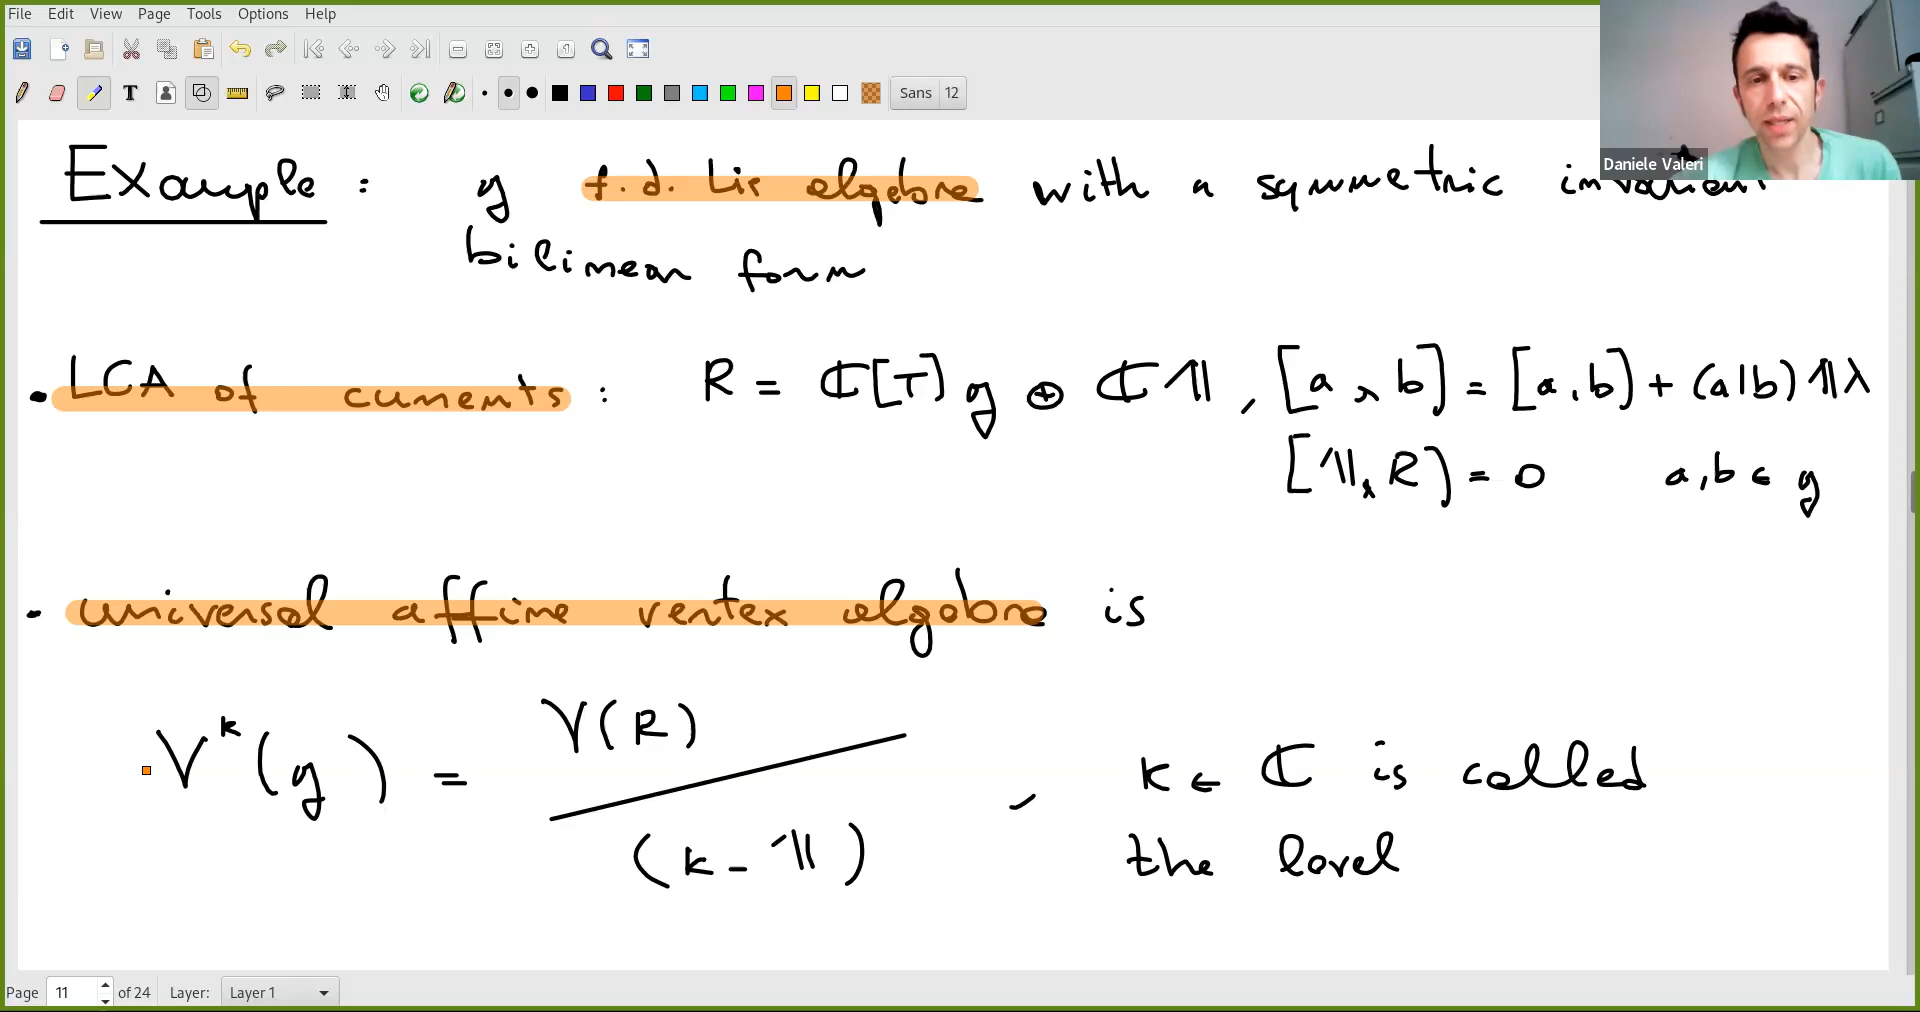 File Edit View Page Tools Options Help
Sans 12
Daniele Valeri
Example : g f.d. Lie algebra with a symmetric invariant
bilinear form
• LCA of currents : R = ℂ[T]g ⊕ ℂ𝟙 , [a λ b] = [a,b] + (a|b)𝟙λ
[𝟙 λ R] = 0 a,b ∈ g
• universal affine vertex algebra is
V^k(g) = V(R) / (k - 𝟙) , k ∈ ℂ is called
the level
Page 11 of 24 Layer: Layer 1